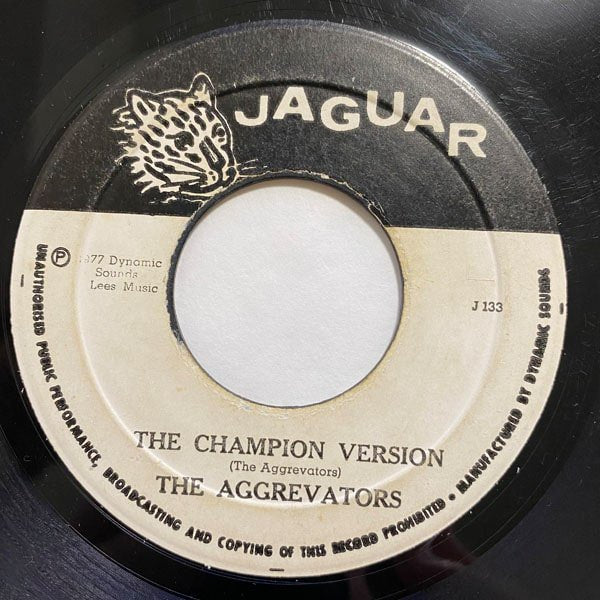 JAGUAR
℗ 1977 Dynamic
Sounds
Lees Music
J 133
THE CHAMPION VERSION
(The Aggrevators)
THE AGGREVATORS
UNAUTHORISED PUBLIC PERFORMANCE, BROADCASTING AND COPYING OF THIS RECORD PROHIBITED • MANUFACTURED BY DYNAMIC SOUNDS